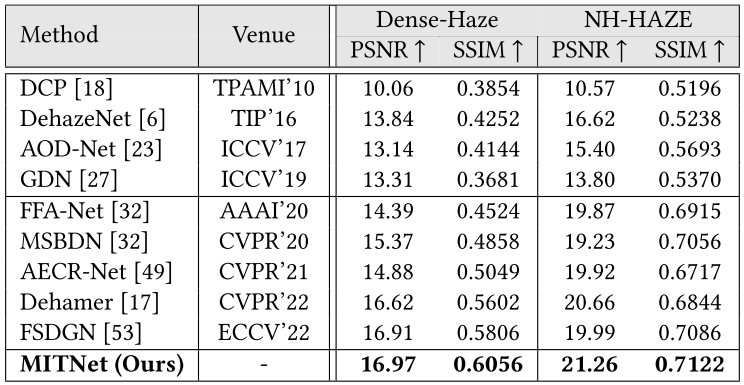 Method Venue Dense-Haze NH-HAZE
PSNR ↑ SSIM ↑ PSNR ↑ SSIM ↑
DCP [18] TPAMI'10 10.06 0.3854 10.57 0.5196
DehazeNet [6] TIP'16 13.84 0.4252 16.62 0.5238
AOD-Net [23] ICCV'17 13.14 0.4144 15.40 0.5693
GDN [27] ICCV'19 13.31 0.3681 13.80 0.5370
FFA-Net [32] AAAI'20 14.39 0.4524 19.87 0.6915
MSBDN [32] CVPR'20 15.37 0.4858 19.23 0.7056
AECR-Net [49] CVPR'21 14.88 0.5049 19.92 0.6717
Dehamer [17] CVPR'22 16.62 0.5602 20.66 0.6844
FSDGN [53] ECCV'22 16.91 0.5806 19.99 0.7086
MITNet (Ours) - 16.97 0.6056 21.26 0.7122